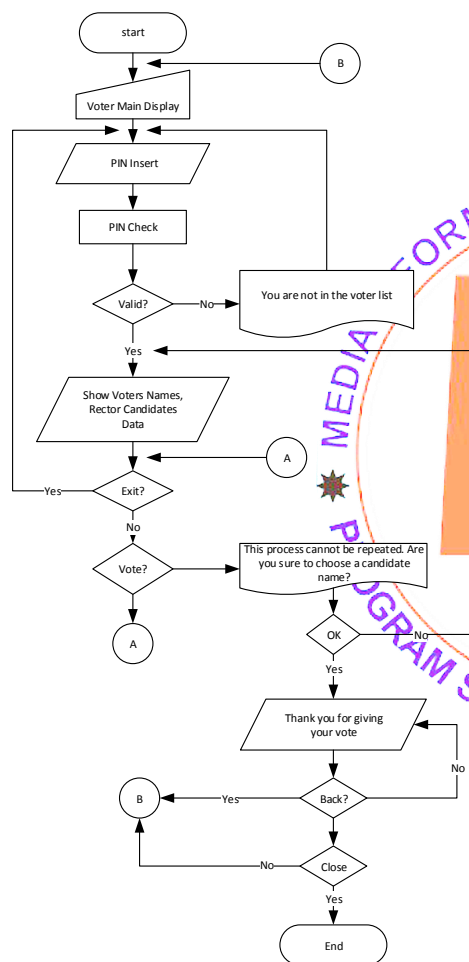 start
B
Voter Main Display
PIN Insert
PIN Check
Valid?
No
You are not in the voter list
Yes
Show Voters Names,
Rector Candidates
Data
A
Yes
Exit?
No
Vote?
This process cannot be repeated. Are
you sure to choose a candidate
name?
A
OK
No
Yes
Thank you for giving
your vote
No
B
Yes
Back?
No
Close
Yes
End
MEDIA
PROGRAM S